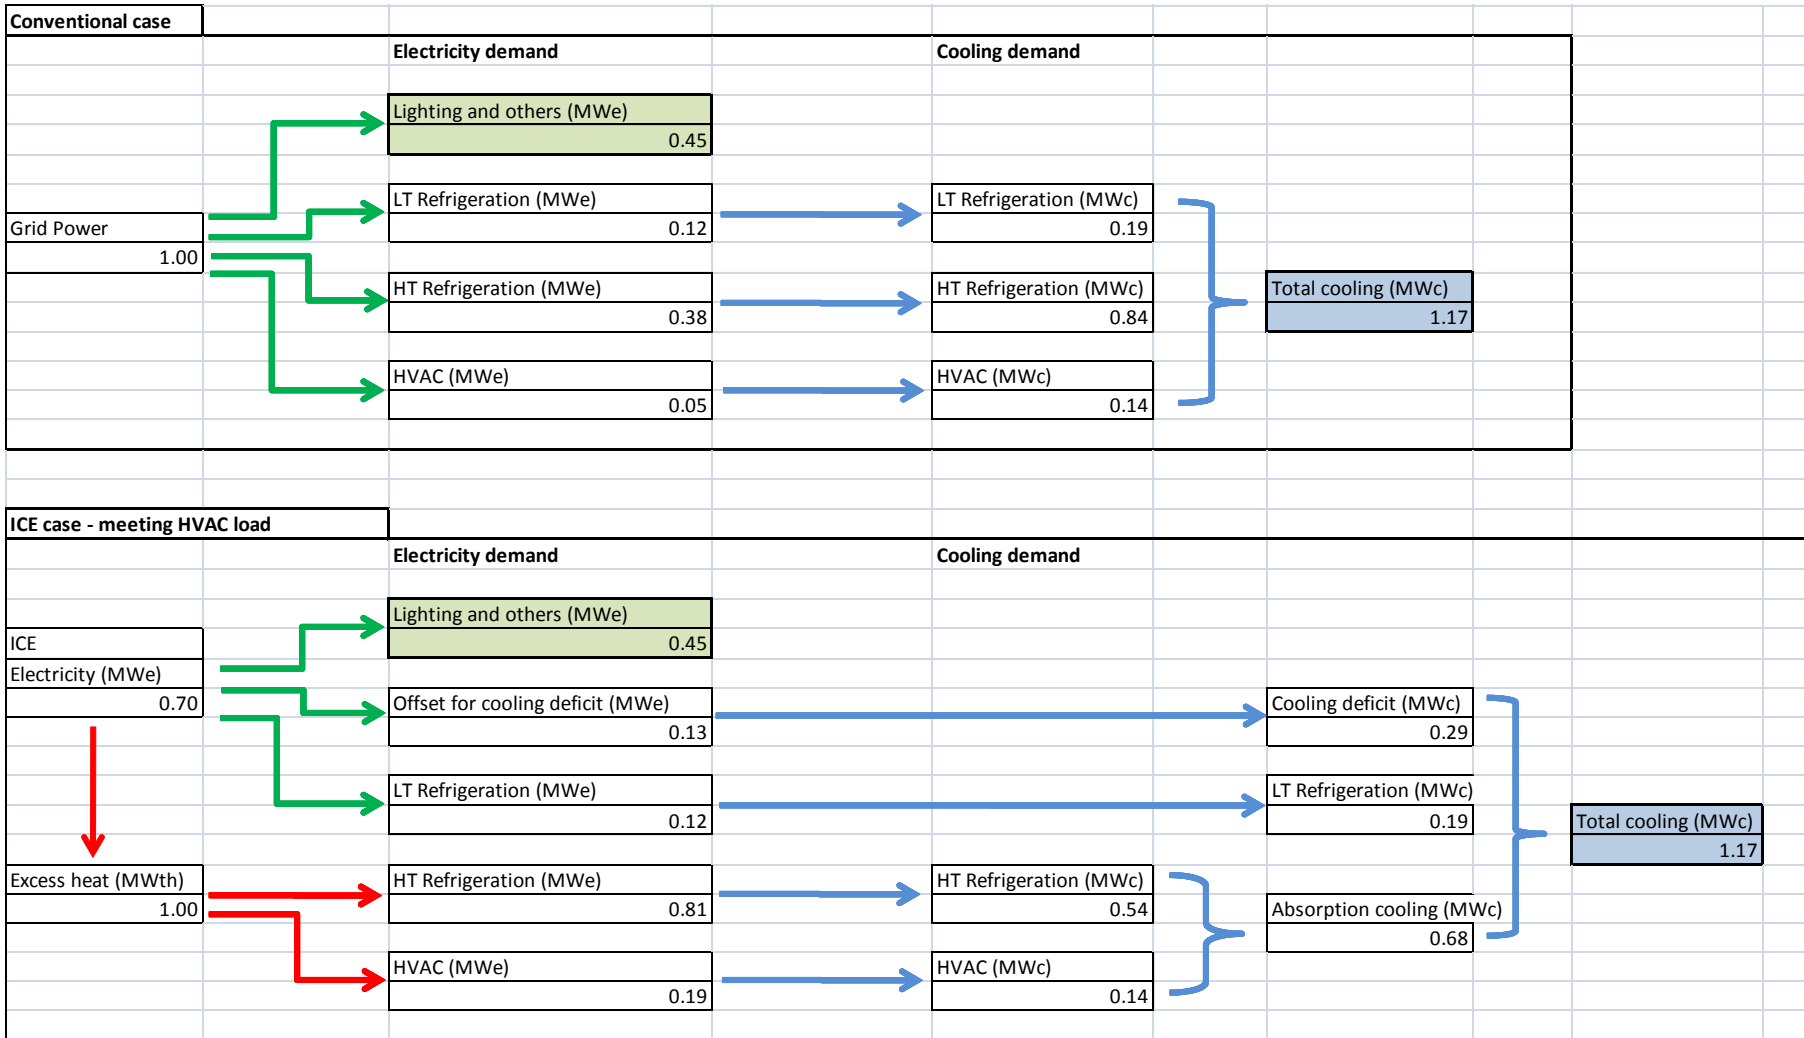 Conventional case
Electricity demand
Cooling demand
Lighting and others (MWe)
0.45
LT Refrigeration (MWe)
LT Refrigeration (MWc)
Grid Power
0.12
0.19
1.00
HT Refrigeration (MWe)
HT Refrigeration (MWc)
Total cooling (MWc)
0.38
0.84
1.17
HVAC (MWe)
HVAC (MWc)
0.05
0.14
ICE case - meeting HVAC load
Electricity demand
Cooling demand
Lighting and others (MWe)
ICE
0.45
Electricity (MWe)
0.70
Offset for cooling deficit (MWe)
Cooling deficit (MWc)
0.13
0.29
LT Refrigeration (MWe)
LT Refrigeration (MWc)
0.12
0.19
Total cooling (MWc)
1.17
Excess heat (MWth)
HT Refrigeration (MWe)
HT Refrigeration (MWc)
1.00
0.81
0.54
Absorption cooling (MWc)
0.68
HVAC (MWe)
HVAC (MWc)
0.19
0.14